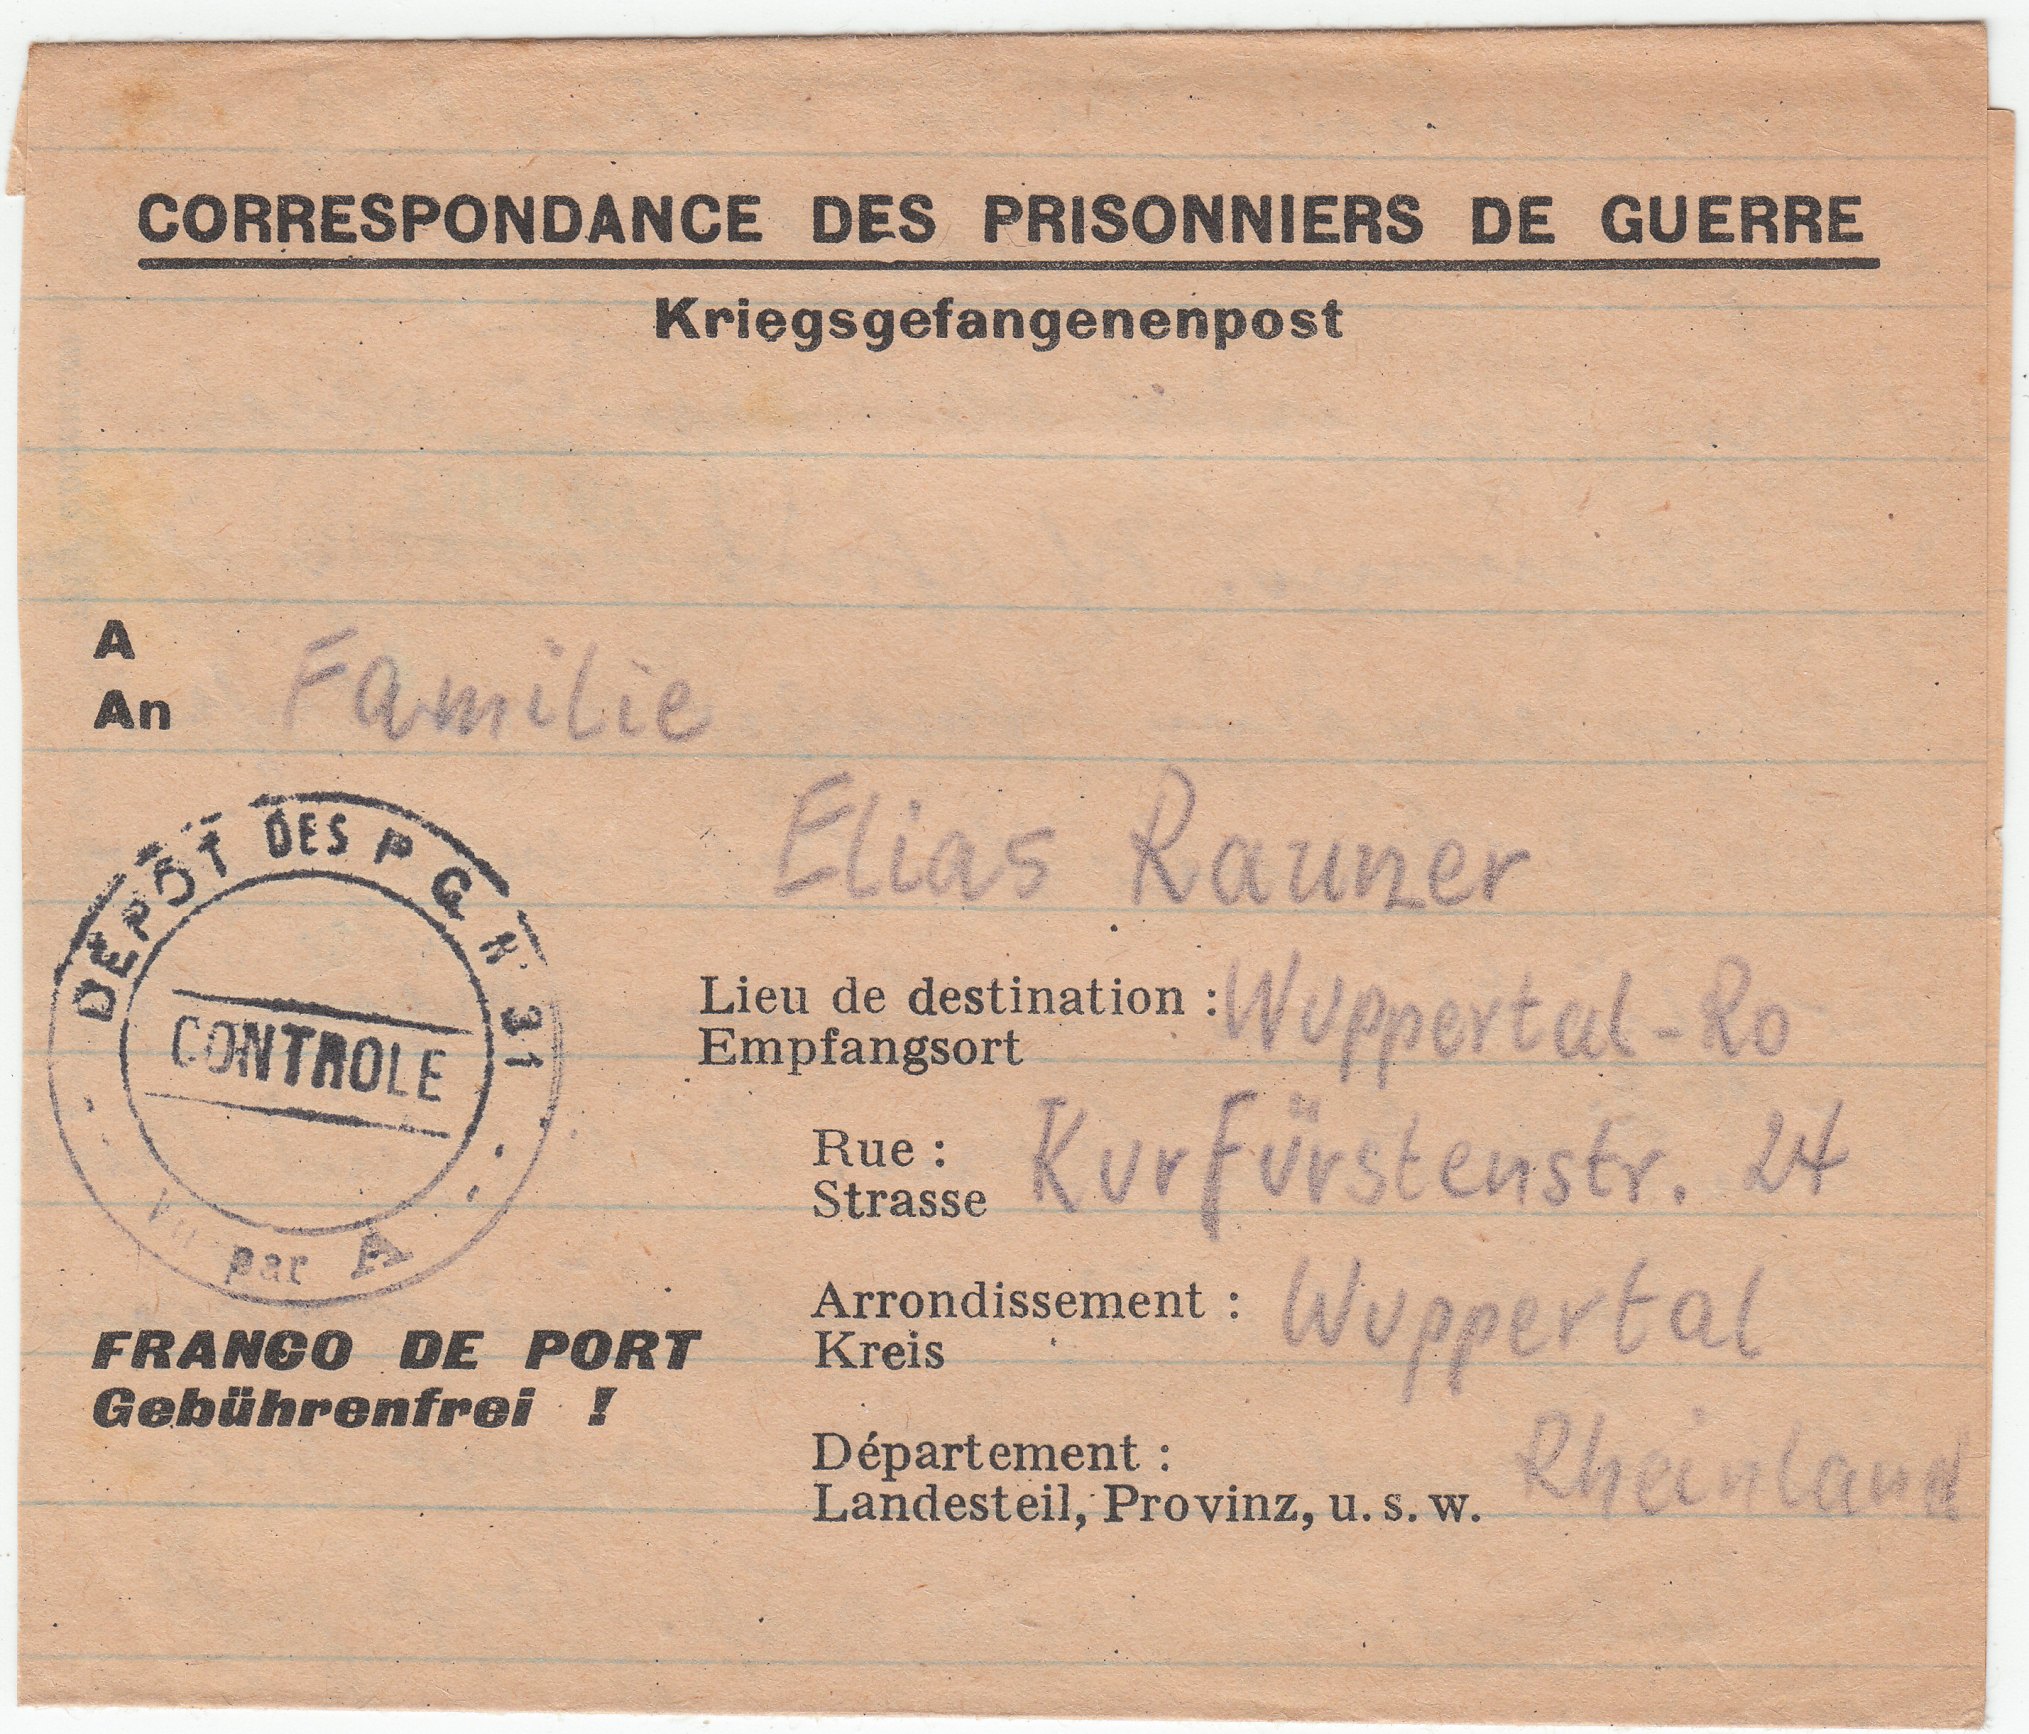 CORRESPONDANCE DES PRISONNIERS DE GUERRE
Kriegsgefangenenpost
A
An Familie
Elias Rauner
DÉPÔT DES P G N 31
CONTROLE
par
Lieu de destination : Wuppertal-Ro
Empfangsort
Rue : Kurfürstenstr. 24
Strasse
Arrondissement : Wuppertal
Kreis
FRANCO DE PORT
Gebührenfrei !
Département : Rheinland
Landesteil, Provinz, u. s. w.